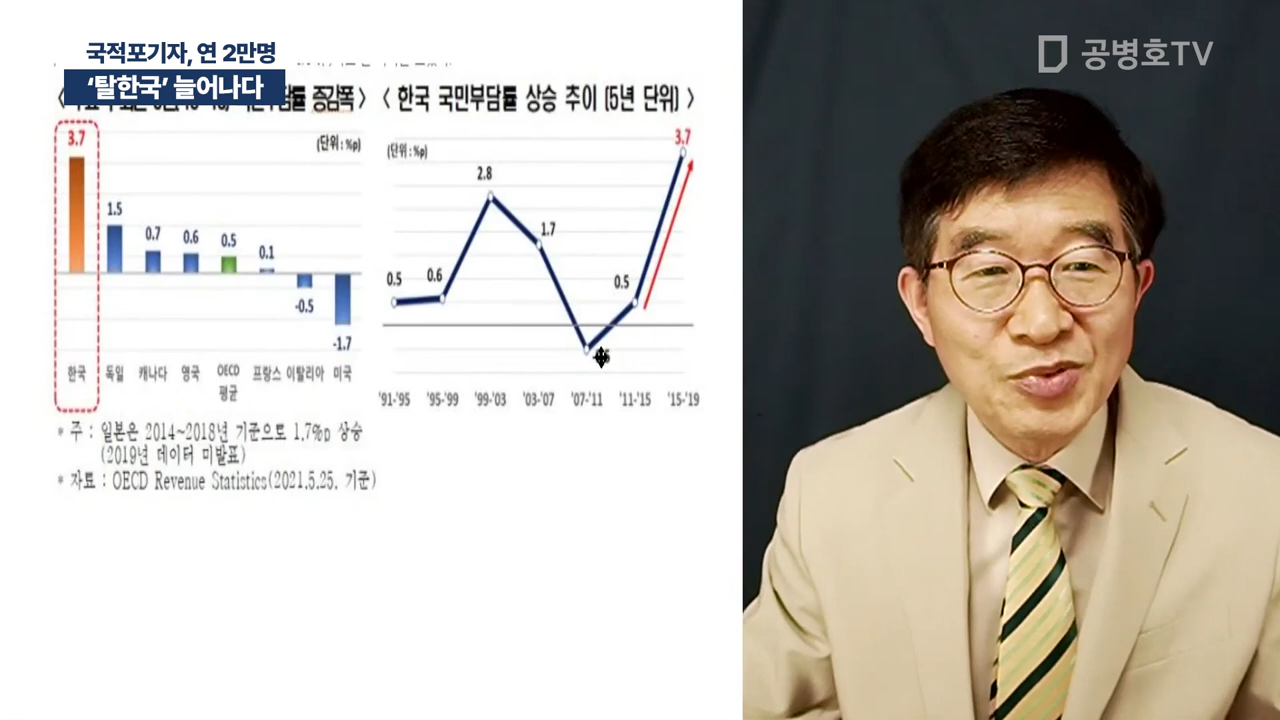 국적포기자, 연 2만명
‘탈한국’ 늘어나다
공병호TV
증감폭 >
(단위 : %p)
3.7
1.5
0.7
0.6
0.5
0.1
-0.5
-1.7
한국
독일
캐나다
영국
OECD
평균
프랑스
이탈리아
미국
< 한국 국민부담률 상승 추이 (5년 단위) >
(단위 : %p)
0.5
0.6
2.8
1.7
0.5
3.7
'91-'95
'95-'99
'99-'03
'03-'07
'07-'11
'11-'15
'15-'19
* 주 : 일본은 2014~2018년 기준으로 1.7%p 상승
(2019년 데이터 미발표)
* 자료 : OECD Revenue Statistics(2021.5.25. 기준)